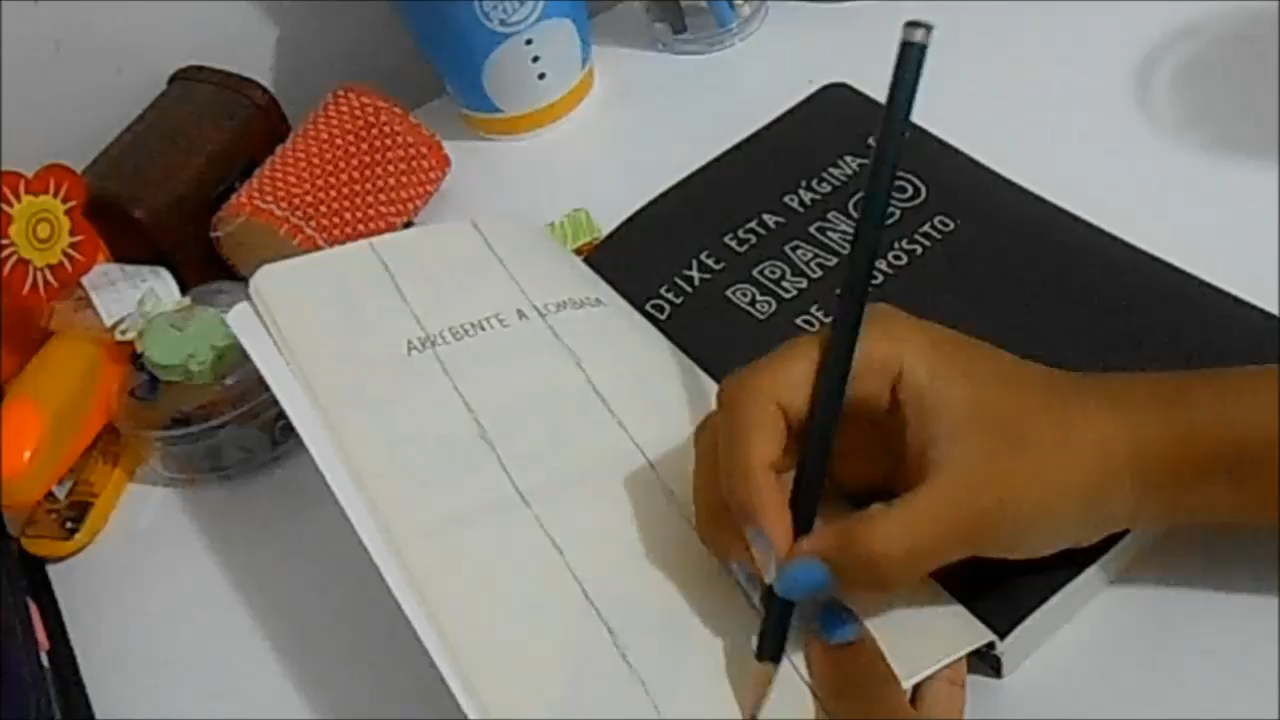 ARREBENTE A LOMBADA
DEIXE ESTA PÁGINA
BRANCO
DE PROPÓSITO.